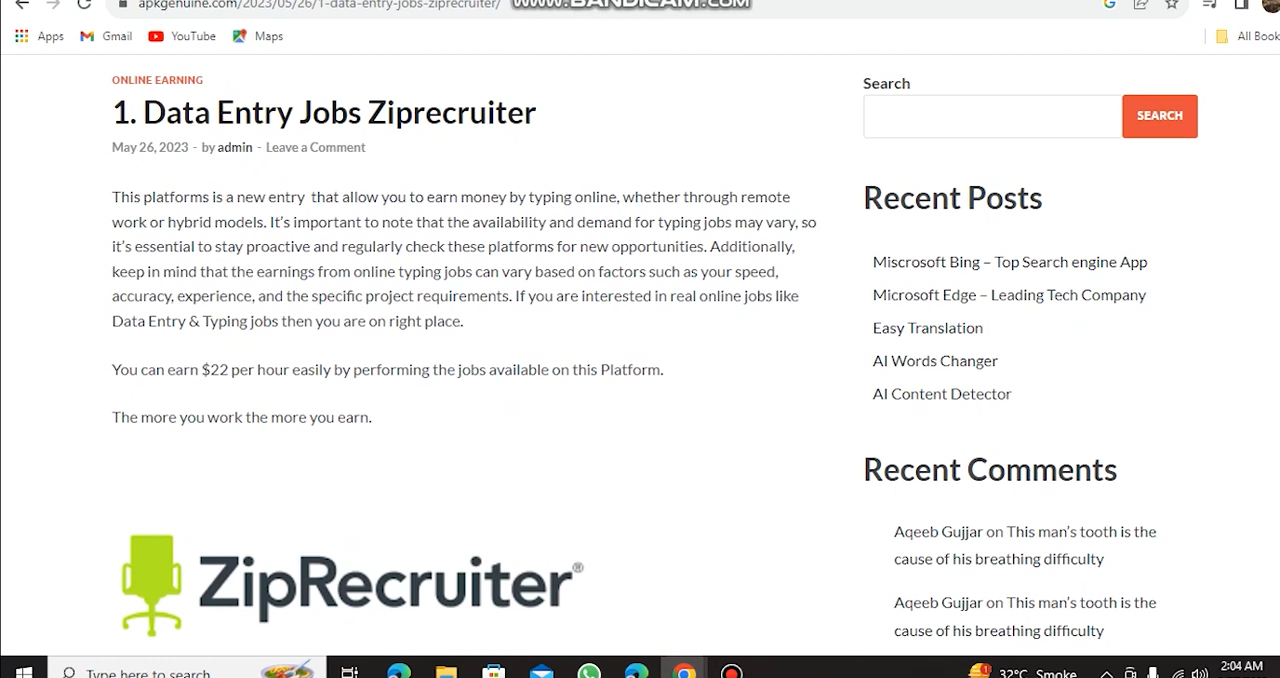 apkgenuine.com/2023/05/26/1-data-entry-jobs-ziprecruiter/
WWW.BANDICAM.COM
Apps Gmail YouTube Maps All Book
ONLINE EARNING
1. Data Entry Jobs Ziprecruiter
May 26, 2023 - by admin - Leave a Comment
This platforms is a new entry that allow you to earn money by typing online, whether through remote
work or hybrid models. It's important to note that the availability and demand for typing jobs may vary, so
it's essential to stay proactive and regularly check these platforms for new opportunities. Additionally,
keep in mind that the earnings from online typing jobs can vary based on factors such as your speed,
accuracy, experience, and the specific project requirements. If you are interested in real online jobs like
Data Entry & Typing jobs then you are on right place.
You can earn $22 per hour easily by performing the jobs available on this Platform.
The more you work the more you earn.
ZipRecruiter®
Search
SEARCH
Recent Posts
Miscrosoft Bing – Top Search engine App
Microsoft Edge – Leading Tech Company
Easy Translation
AI Words Changer
AI Content Detector
Recent Comments
Aqeeb Gujjar on This man's tooth is the
cause of his breathing difficulty
Aqeeb Gujjar on This man's tooth is the
cause of his breathing difficulty
Type here to search
1
32°C Smoke
2:04 AM